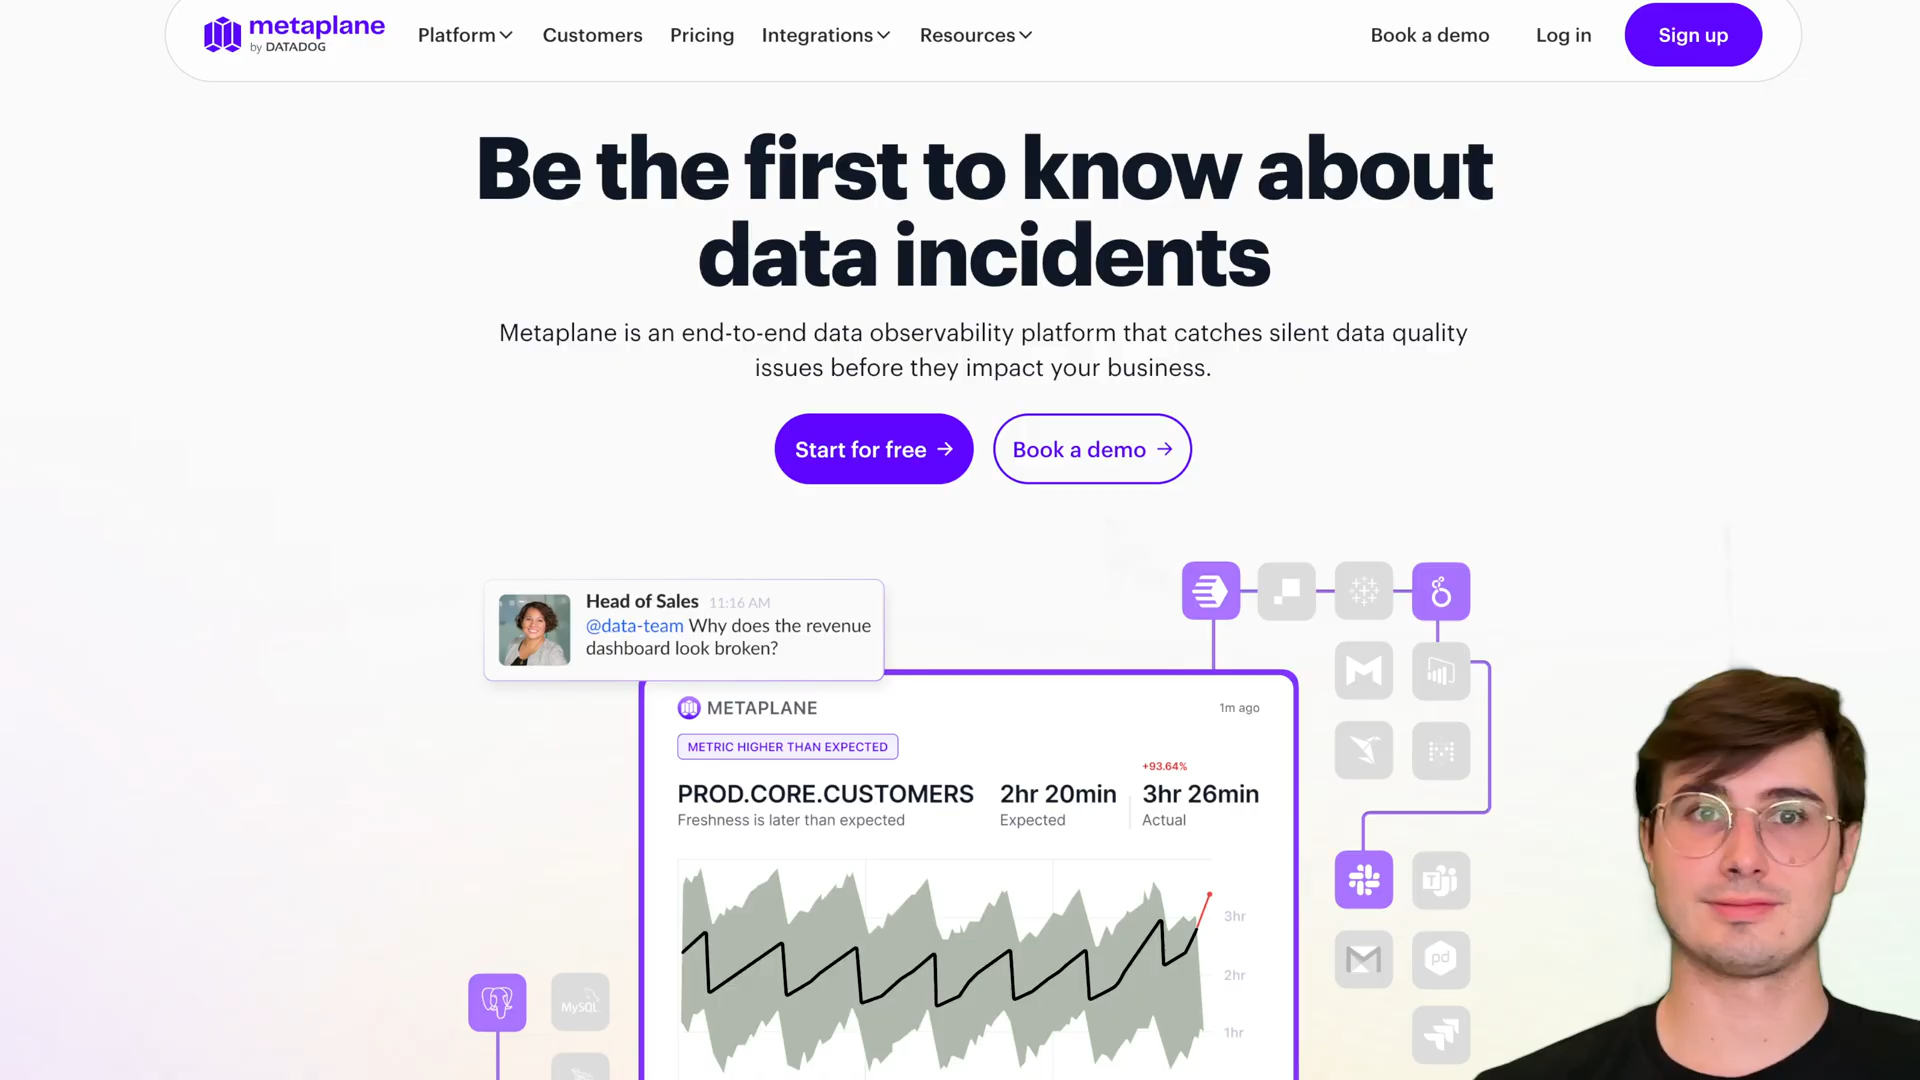 metaplane
by DATADOG
Platform
Customers
Pricing
Integrations
Resources
Book a demo
Log in
Sign up
Be the first to know about
data incidents
Metaplane is an end-to-end data observability platform that catches silent data quality
issues before they impact your business.
Start for free →
Book a demo →
Head of Sales 11:16 AM
@data-team Why does the revenue
dashboard look broken?
METAPLANE
1m ago
METRIC HIGHER THAN EXPECTED
+93.64%
PROD.CORE.CUSTOMERS
2hr 20min
3hr 26min
Freshness is later than expected
Expected
Actual
3hr
2hr
1hr
T
pd
MySQL